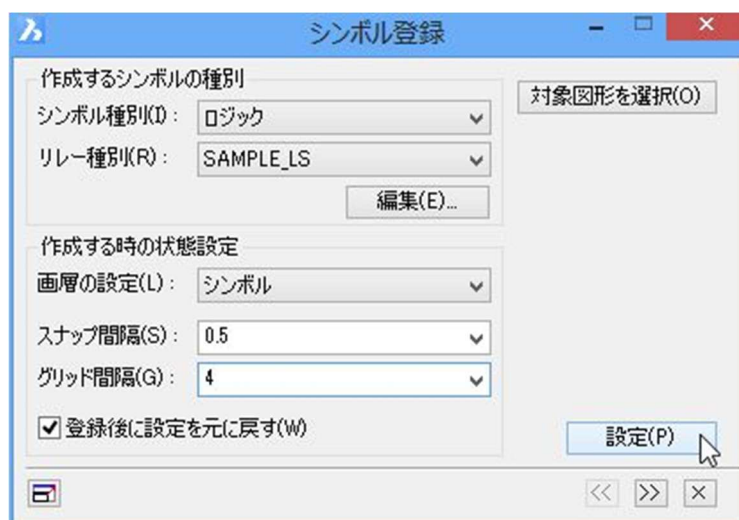 シンボル登録
作成するシンボルの種別
シンボル種別(I): ロジック
対象図形を選択(O)
リレー種別(R): SAMPLE_LS
編集(E)...
作成する時の状態設定
画層の設定(L): シンボル
スナップ間隔(S): 0.5
グリッド間隔(G): 4
登録後に設定を元に戻す(W)
設定(P)
<< >> ×